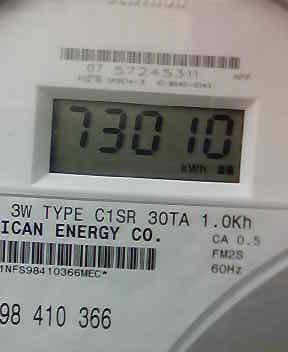 07 57245311
73010
kWh
3W TYPE C1SR 30TA 1.0Kh
ICAN ENERGY CO.
CA 0.5
FM2S
1NFS98410366MEC*
60Hz
98 410 366